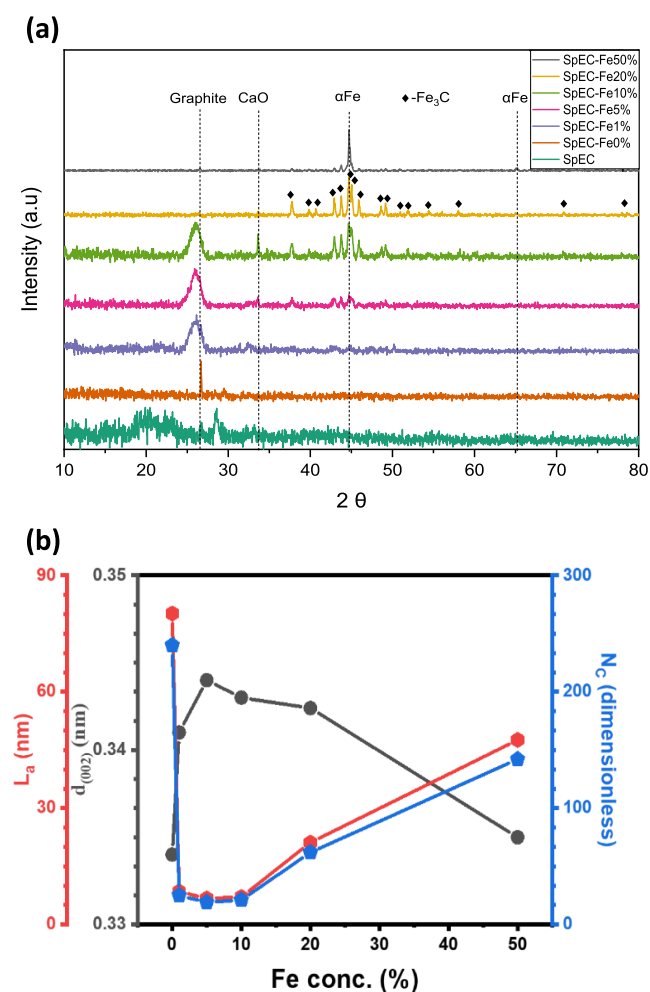 (a)
SpEC-Fe50%
SpEC-Fe20%
SpEC-Fe10%
SpEC-Fe5%
SpEC-Fe1%
SpEC-Fe0%
SpEC
Graphite CaO αFe ♦-Fe₃C αFe
Intensity (a.u)
10 20 30 40 50 60 70 80
2 θ
(b)
90 0.35 300
60 200
0.34
30 100
0 0.33 0
Lₐ (nm)
d₍₀₀₂₎ (nm)
N_C (dimensionless)
0 10 20 30 40 50
Fe conc. (%)